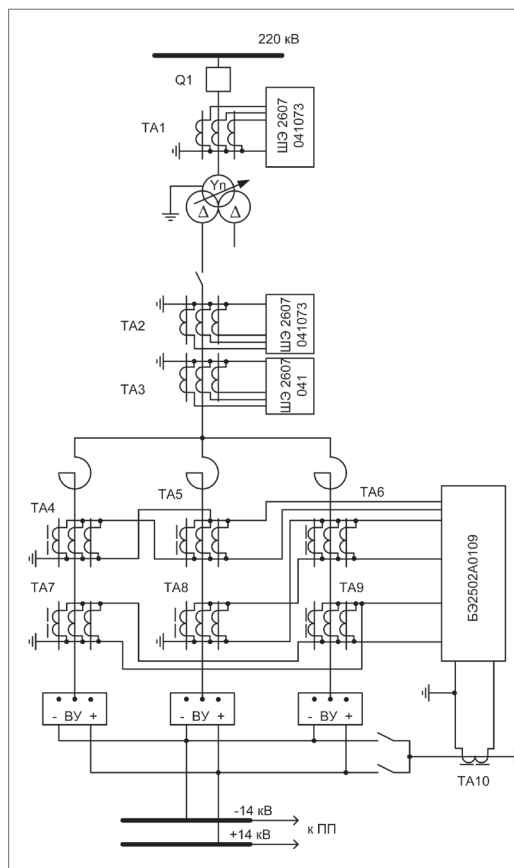 220 кВ
Q1
TA1
ШЭ 2607
041073
Yn
Δ Δ
TA2
ШЭ 2607
041073
TA3
ШЭ 2607
041
TA4
TA5
TA6
БЭ2502А0109
TA7
TA8
TA9
- ВУ +
- ВУ +
- ВУ +
TA10
-14 кВ
к ПП
+14 кВ